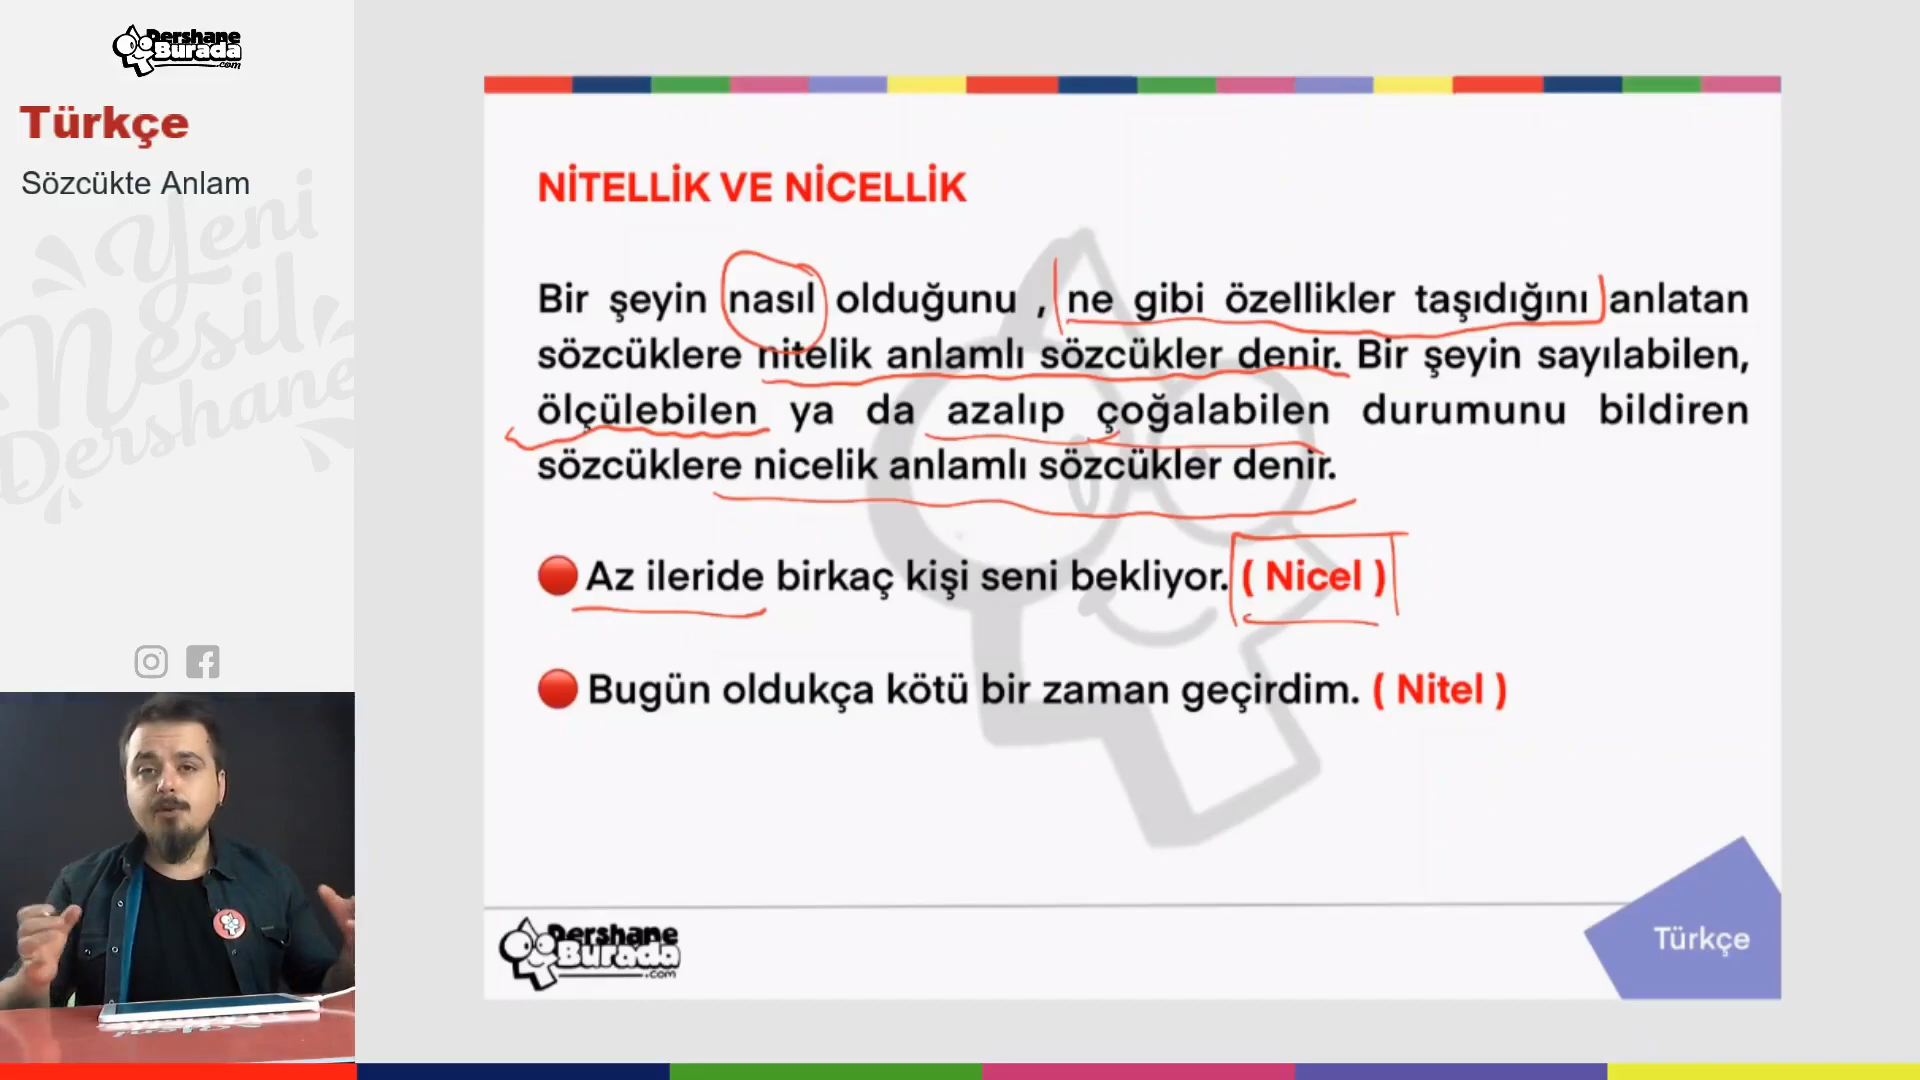 Dershane
Burada
.com
Türkçe
Sözcükte Anlam
Yeni
Nesil
Dershane
NİTELLİK VE NİCELLİK
Bir şeyin nasıl olduğunu , ne gibi özellikler taşıdığını anlatan
sözcüklere nitelik anlamlı sözcükler denir. Bir şeyin sayılabilen,
ölçülebilen ya da azalıp çoğalabilen durumunu bildiren
sözcüklere nicelik anlamlı sözcükler denir.
Az ileride birkaç kişi seni bekliyor. ( Nicel )
Bugün oldukça kötü bir zaman geçirdim. ( Nitel )
Dershane
Burada
.com
Türkçe